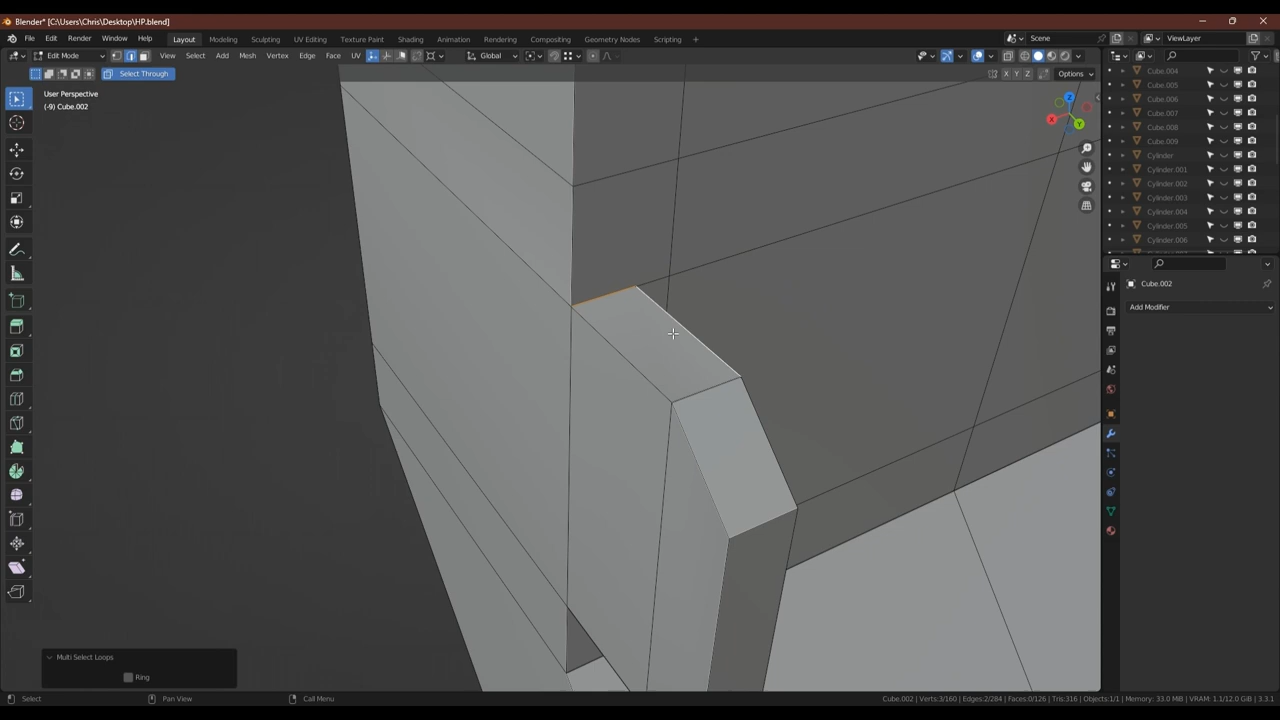 Blender* [C:\Users\Chris\Desktop\HP.blend]
File Edit Render Window Help Layout Modeling Sculpting UV Editing Texture Paint Shading Animation Rendering Compositing Geometry Nodes Scripting + Scene ViewLayer
Edit Mode View Select Add Mesh Vertex Edge Face UV Global
Select Through X Y Z Options
User Perspective
(-9) Cube.002
Z
X
Y
Cube.004
Cube.005
Cube.006
Cube.007
Cube.008
Cube.009
Cylinder
Cylinder.001
Cylinder.002
Cylinder.003
Cylinder.004
Cylinder.005
Cylinder.006
Cube.002
Add Modifier
Multi Select Loops
Ring
Select Pan View Call Menu Cube.002 | Verts:3/160 | Edges:2/284 | Faces:0/126 | Tris:316 | Objects:1/1 | Memory: 33.0 MiB | VRAM: 1.1/12.0 GiB | 3.3.1